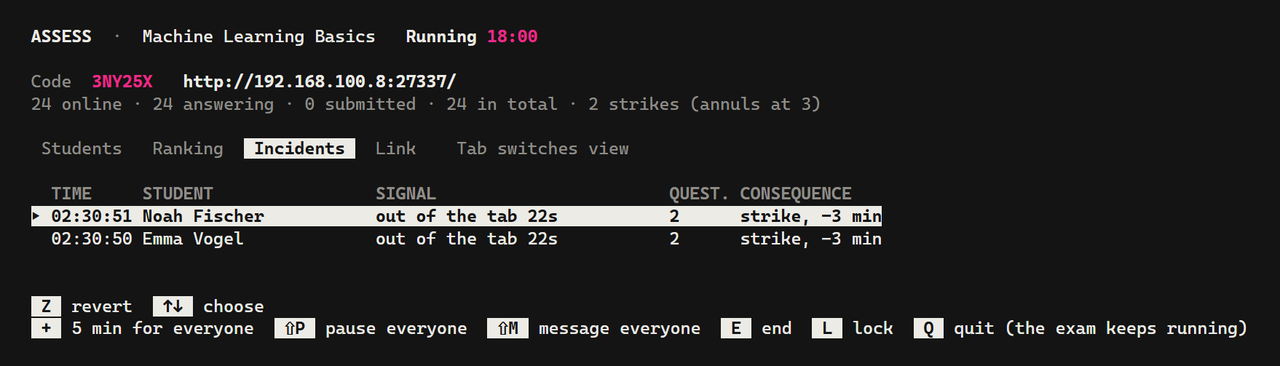 ASSESS · Machine Learning Basics Running 18:00
Code 3NY25X http://192.168.100.8:27337/
24 online · 24 answering · 0 submitted · 24 in total · 2 strikes (annuls at 3)
Students Ranking Incidents Link Tab switches view
TIME STUDENT SIGNAL QUEST. CONSEQUENCE
▸ 02:30:51 Noah Fischer out of the tab 22s 2 strike, −3 min
02:30:50 Emma Vogel out of the tab 22s 2 strike, −3 min
Z revert ↑↓ choose
+ 5 min for everyone ⇧P pause everyone ⇧M message everyone E end L lock Q quit (the exam keeps running)